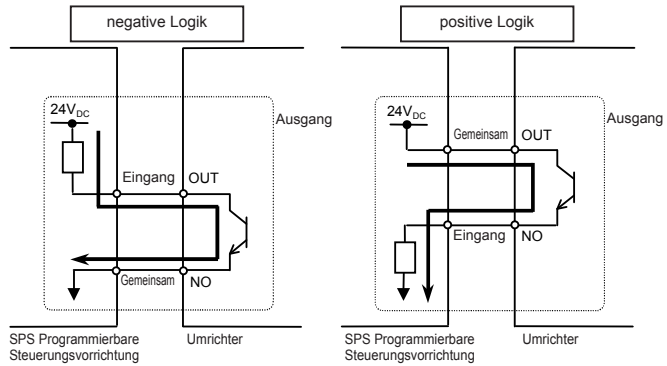 negative Logik
24VDC
Ausgang
Eingang
OUT
Gemeinsam
NO
SPS Programmierbare
Steuerungsvorrichtung
Umrichter
positive Logik
24VDC
Gemeinsam
OUT
Ausgang
Eingang
NO
SPS Programmierbare
Steuerungsvorrichtung
Umrichter